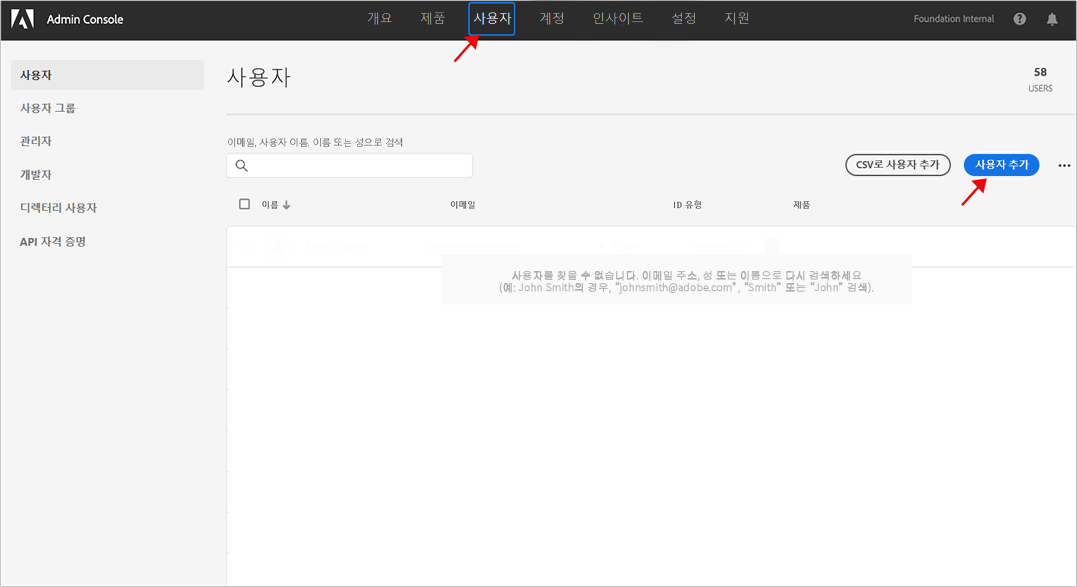 Admin Console
개요 제품 사용자 계정 인사이트 설정 지원
Foundation Internal
사용자
사용자 그룹
관리자
개발자
디렉터리 사용자
API 자격 증명
사용자
58
USERS
이메일, 사용자 이름, 이름 또는 성으로 검색
CSV로 사용자 추가
사용자 추가
이름 이메일 ID 유형 제품
사용자를 찾을 수 없습니다. 이메일 주소, 성 또는 이름으로 다시 검색하세요
(예: John Smith의 경우, "johnsmith@adobe.com", "Smith" 또는 "John" 검색).